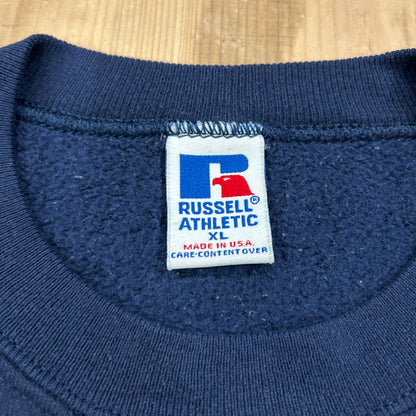 RUSSELL®
ATHLETIC
XL
MADE IN U.S.A.
CARE-CONTENT OVER